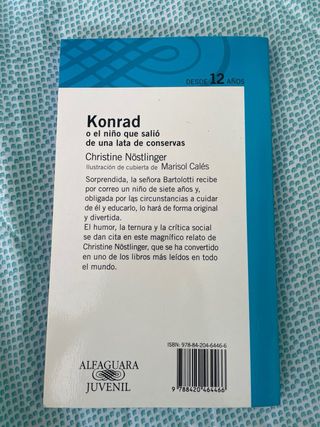 DESDE 12 AÑOS
Konrad
o el niño que salió
de una lata de conservas
Christine Nöstlinger
Ilustración de cubierta de Marisol Calés
Sorprendida, la señora Bartolotti recibe
por correo un niño de siete años y,
obligada por las circunstancias a cuidar
de él y educarlo, lo hará de forma original
y divertida.
El humor, la ternura y la crítica social
se dan cita en este magnífico relato de
Christine Nöstlinger, que se ha convertido
en uno de los libros más leídos en todo
el mundo.
ISBN: 978-84-204-6446-6
9 788420 464466
ALFAGUARA
JUVENIL